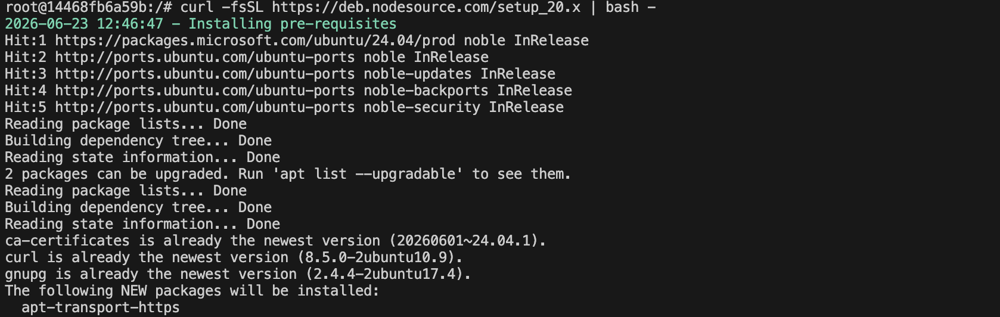 root@14468fb6a59b:/# curl -fsSL https://deb.nodesource.com/setup_20.x | bash -
2026-06-23 12:46:47 - Installing pre-requisites
Hit:1 https://packages.microsoft.com/ubuntu/24.04/prod noble InRelease
Hit:2 http://ports.ubuntu.com/ubuntu-ports noble InRelease
Hit:3 http://ports.ubuntu.com/ubuntu-ports noble-updates InRelease
Hit:4 http://ports.ubuntu.com/ubuntu-ports noble-backports InRelease
Hit:5 http://ports.ubuntu.com/ubuntu-ports noble-security InRelease
Reading package lists... Done
Building dependency tree... Done
Reading state information... Done
2 packages can be upgraded. Run 'apt list --upgradable' to see them.
Reading package lists... Done
Building dependency tree... Done
Reading state information... Done
ca-certificates is already the newest version (20260601~24.04.1).
curl is already the newest version (8.5.0-2ubuntu10.9).
gnupg is already the newest version (2.4.4-2ubuntu17.4).
The following NEW packages will be installed:
  apt-transport-https